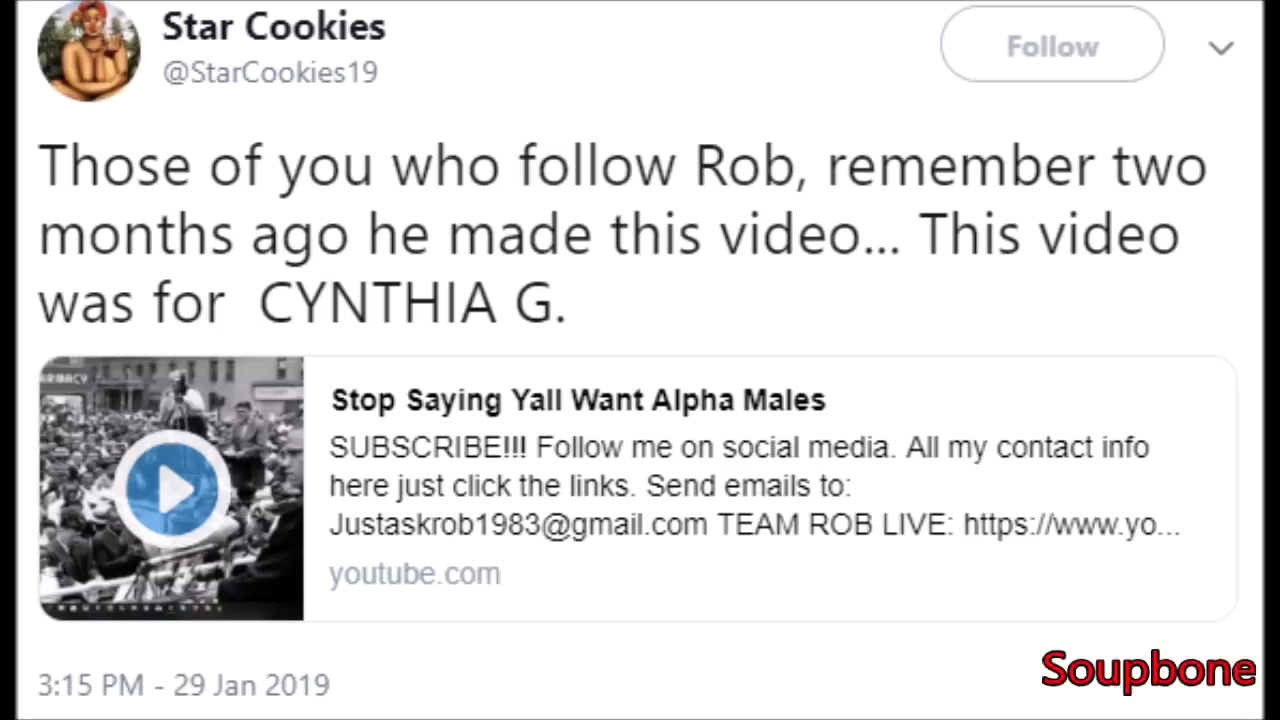 Star Cookies
@StarCookies19
Follow
Those of you who follow Rob, remember two
months ago he made this video... This video
was for CYNTHIA G.
Stop Saying Yall Want Alpha Males
SUBSCRIBE!!! Follow me on social media. All my contact info
here just click the links. Send emails to:
Justaskrob1983@gmail.com TEAM ROB LIVE: https://www.yo...
youtube.com
3:15 PM - 29 Jan 2019
Soupbone